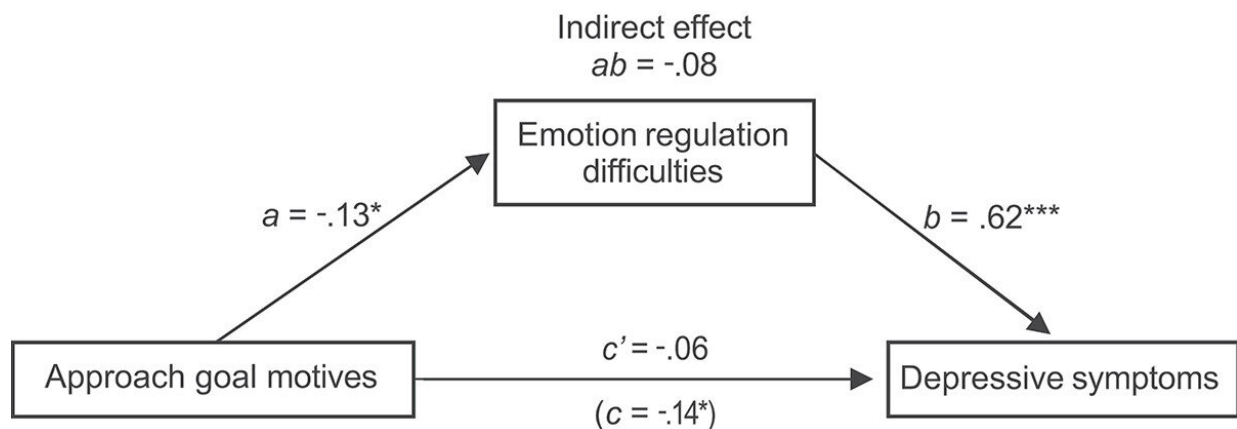 Indirect effect
ab = -.08
Emotion regulation
difficulties
a = -.13*
b = .62***
Approach goal motives
c’ = -.06
(c = -.14*)
Depressive symptoms